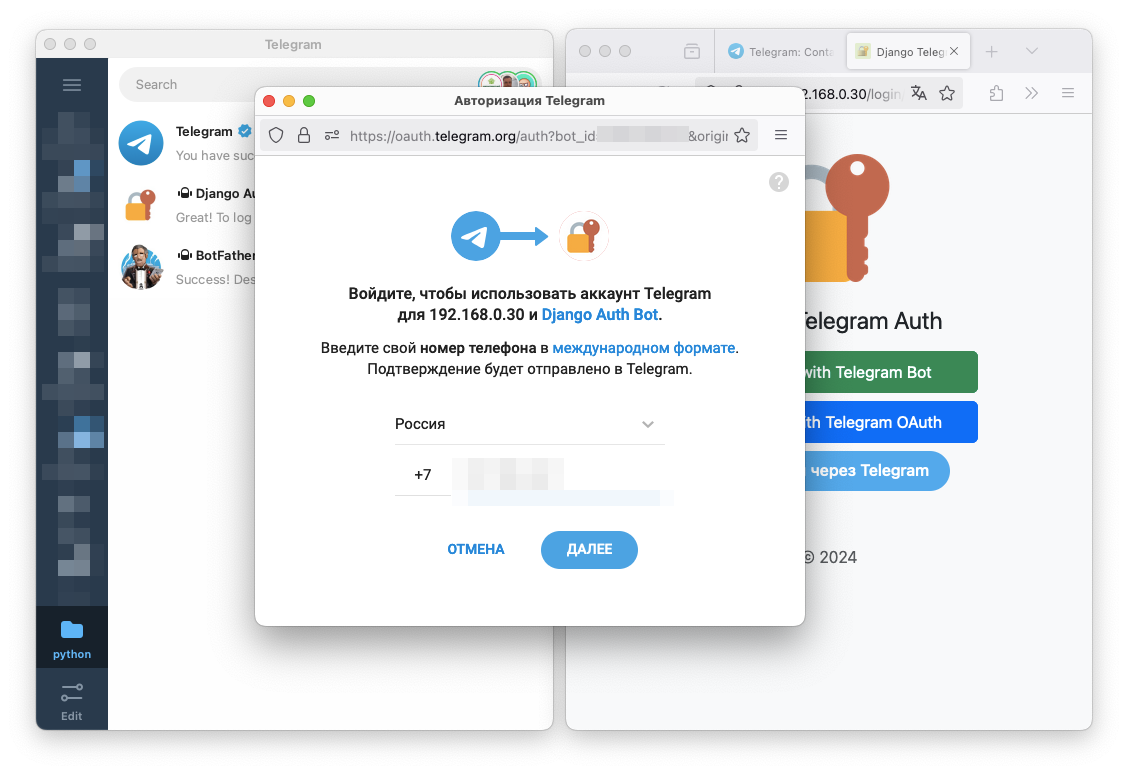 Telegram
Search
Telegram
You have suc
Django Au
Great! To log
BotFather
Success! Des
python
Edit
Telegram: Conta
Django Teleg
2.168.0.30/login/
Авторизация Telegram
https://oauth.telegram.org/auth?bot_id &origin
?
Войдите, чтобы использовать аккаунт Telegram
для 192.168.0.30 и Django Auth Bot.
Введите свой номер телефона в международном формате.
Подтверждение будет отправлено в Telegram.
Россия
+7
ОТМЕНА
ДАЛЕЕ
Telegram Auth
with Telegram Bot
ith Telegram OAuth
через Telegram
© 2024